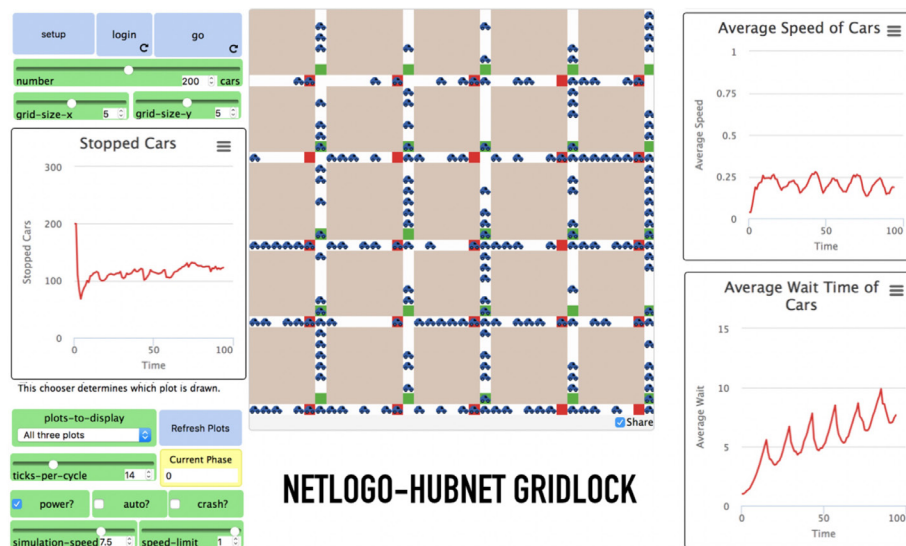 setup
login
go
number
200
cars
grid-size-x
5
grid-size-y
5
Stopped Cars
300
200
100
0
Stopped Cars
0
50
100
Time
This chooser determines which plot is drawn.
plots-to-display
All three plots
Refresh Plots
ticks-per-cycle
14
Current Phase
0
power?
auto?
crash?
simulation-speed
7.5
speed-limit
1
Share
NETLOGO-HUBNET GRIDLOCK
Average Speed of Cars
1
0.75
0.5
0.25
0
Average Speed
0
50
100
Time
Average Wait Time of
Cars
15
10
5
0
Average Wait
0
50
100
Time